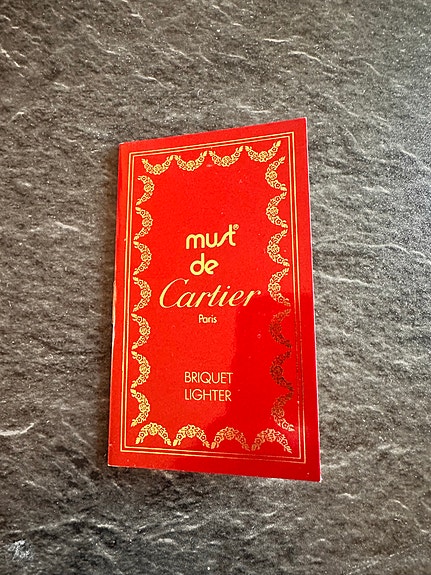 must®
de
Cartier
Paris
BRIQUET
LIGHTER